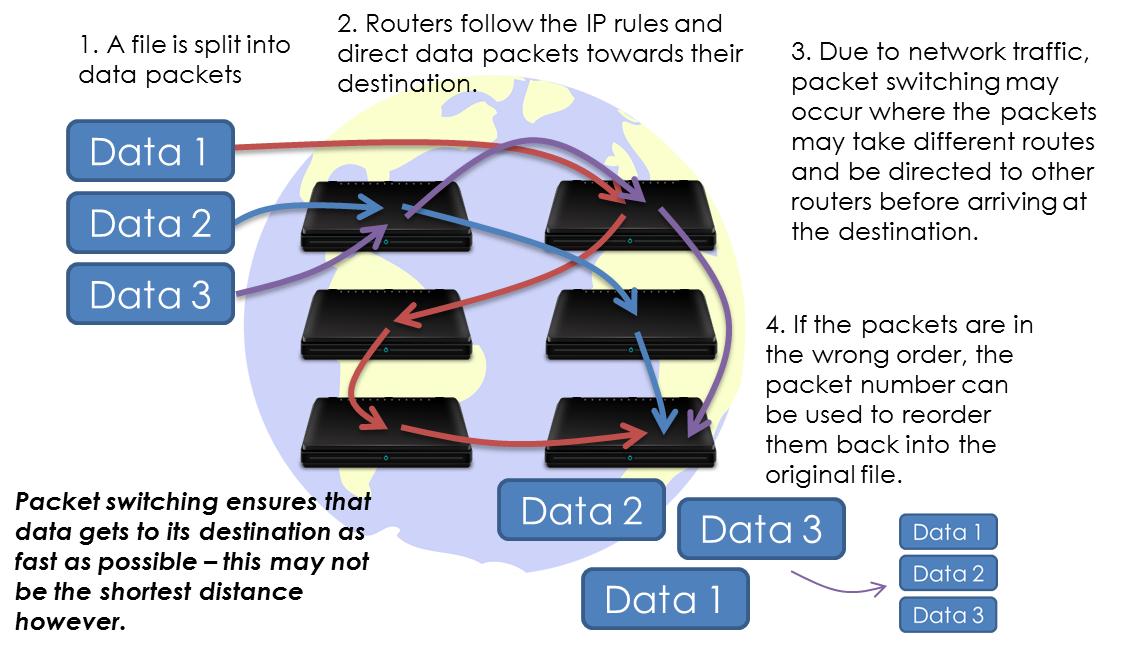 1. A file is split into
data packets
2. Routers follow the IP rules and
direct data packets towards their
destination.
3. Due to network traffic,
packet switching may
occur where the packets
may take different routes
and be directed to other
routers before arriving at
the destination.
Data 1
Data 2
Data 3
4. If the packets are in
the wrong order, the
packet number can
be used to reorder
them back into the
original file.
Packet switching ensures that
data gets to its destination as
fast as possible – this may not
be the shortest distance
however.
Data 2
Data 3
Data 1
Data 1
Data 2
Data 3